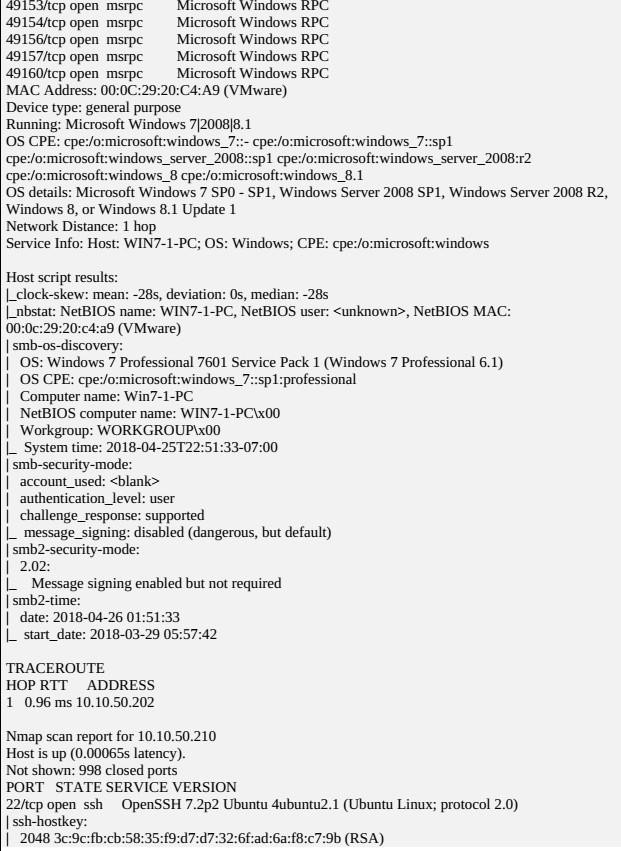 49153/tcp open  msrpc         Microsoft Windows RPC
49154/tcp open  msrpc         Microsoft Windows RPC
49156/tcp open  msrpc         Microsoft Windows RPC
49157/tcp open  msrpc         Microsoft Windows RPC
49160/tcp open  msrpc         Microsoft Windows RPC
MAC Address: 00:0C:29:20:C4:A9 (VMware)
Device type: general purpose
Running: Microsoft Windows 7|2008|8.1
OS CPE: cpe:/o:microsoft:windows_7::- cpe:/o:microsoft:windows_7::sp1
cpe:/o:microsoft:windows_server_2008::sp1 cpe:/o:microsoft:windows_server_2008:r2
cpe:/o:microsoft:windows_8 cpe:/o:microsoft:windows_8.1
OS details: Microsoft Windows 7 SP0 - SP1, Windows Server 2008 SP1, Windows Server 2008 R2,
Windows 8, or Windows 8.1 Update 1
Network Distance: 1 hop
Service Info: Host: WIN7-1-PC; OS: Windows; CPE: cpe:/o:microsoft:windows

Host script results:
|_clock-skew: mean: -28s, deviation: 0s, median: -28s
|_nbstat: NetBIOS name: WIN7-1-PC, NetBIOS user: <unknown>, NetBIOS MAC:
00:0c:29:20:c4:a9 (VMware)
| smb-os-discovery:
|   OS: Windows 7 Professional 7601 Service Pack 1 (Windows 7 Professional 6.1)
|   OS CPE: cpe:/o:microsoft:windows_7::sp1:professional
|   Computer name: Win7-1-PC
|   NetBIOS computer name: WIN7-1-PC\x00
|   Workgroup: WORKGROUP\x00
|_  System time: 2018-04-25T22:51:33-07:00
| smb-security-mode:
|   account_used: <blank>
|   authentication_level: user
|   challenge_response: supported
|_  message_signing: disabled (dangerous, but default)
| smb2-security-mode:
|   2.02:
|_    Message signing enabled but not required
| smb2-time:
|   date: 2018-04-26 01:51:33
|_  start_date: 2018-03-29 05:57:42

TRACEROUTE
HOP RTT     ADDRESS
1   0.96 ms 10.10.50.202

Nmap scan report for 10.10.50.210
Host is up (0.00065s latency).
Not shown: 998 closed ports
PORT   STATE SERVICE VERSION
22/tcp open  ssh     OpenSSH 7.2p2 Ubuntu 4ubuntu2.1 (Ubuntu Linux; protocol 2.0)
| ssh-hostkey:
|   2048 3c:9c:fb:cb:58:35:f9:d7:d7:32:6f:ad:6a:f8:c7:9b (RSA)